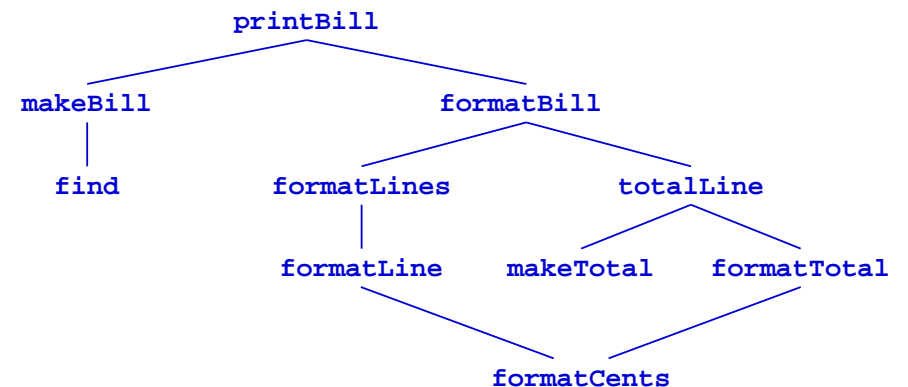 printBill
makeBill formatBill
find formatLines totalLine
formatLine makeTotal formatTotal
formatCents